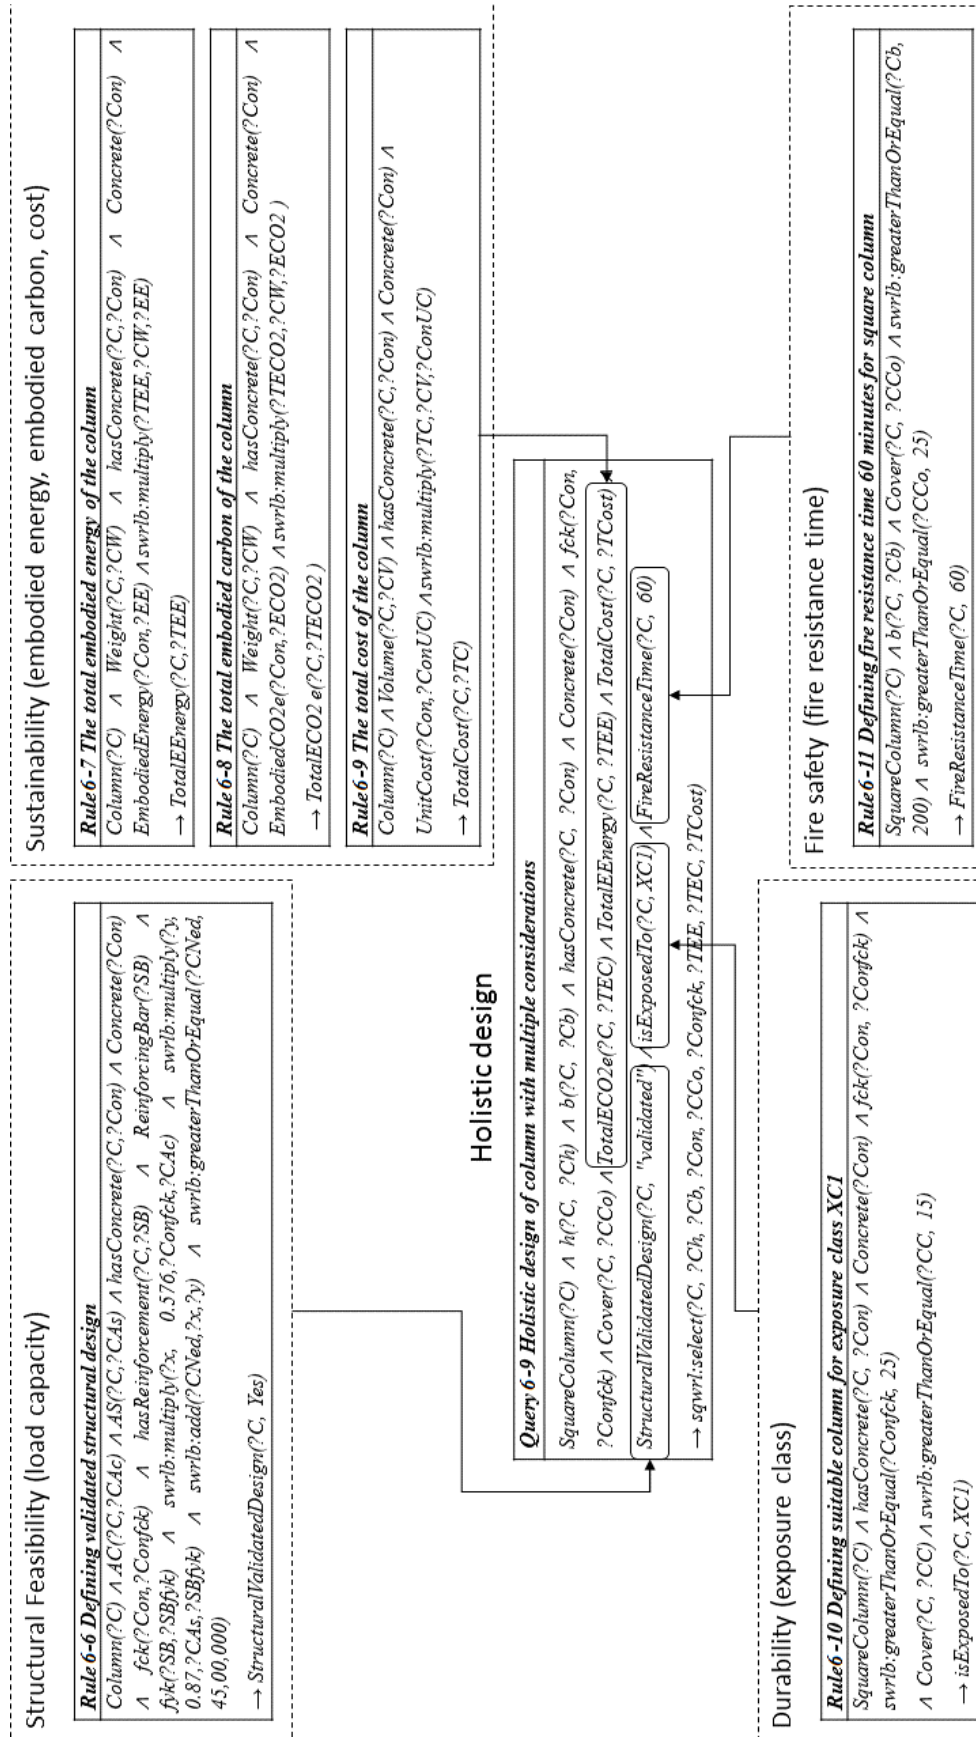 Structural Feasibility (load capacity)
Rule 6-6 Defining validated structural design
Column(?C) ∧ AC(?C,?CAc) ∧ AS(?C,?CAs) ∧ hasConcrete(?C,?Con) ∧ Concrete(?Con)
∧ fck(?Con,?Confck) ∧ hasReinforcement(?C,?SB) ∧ ReinforcingBar(?SB) ∧
fyk(?SB,?SBfyk) ∧ swrlb:multiply(?x, 0.576,?Confck,?CAc) ∧ swrlb:multiply(?y,
0.87,?CAs,?SBfyk) ∧ swrlb:add(?CNed,?x,?y) ∧ swrlb:greaterThanOrEqual(?CNed,
45,00,000)
→ StructuralValidatedDesign(?C, Yes)
Sustainability (embodied energy, embodied carbon, cost)
Rule 6-7 The total embodied energy of the column
Column(?C) ∧ Weight(?C,?CW) ∧ hasConcrete(?C,?Con) ∧ Concrete(?Con) ∧
EmbodiedEnergy(?Con,?EE) ∧ swrlb:multiply(?TEE,?CW,?EE)
→ TotalEEnergy(?C,?TEE)
Rule 6-8 The total embodied carbon of the column
Column(?C) ∧ Weight(?C,?CW) ∧ hasConcrete(?C,?Con) ∧ Concrete(?Con) ∧
EmbodiedCO2e(?Con,?ECO2) ∧ swrlb:multiply(?TECO2,?CW,?ECO2 )
→ TotalECO2 e(?C,?TECO2 )
Rule 6-9 The total cost of the column
Column(?C) ∧ Volume(?C,?CV) ∧ hasConcrete(?C,?Con) ∧ Concrete(?Con) ∧
UnitCost(?Con,?ConUC) ∧ swrlb:multiply(?TC,?CV,?ConUC)
→ TotalCost(?C,?TC)
Holistic design
Query 6-9 Holistic design of column with multiple considerations
SquareColumn(?C) ∧ h(?C, ?Ch) ∧ b(?C, ?Cb) ∧ hasConcrete(?C, ?Con) ∧ Concrete(?Con) ∧ fck(?Con,
?Confck) ∧ Cover(?C, ?CCo) ∧ TotalECO2e(?C, ?TEC) ∧ TotalEEnergy(?C, ?TEE) ∧ TotalCost(?C, ?TCost)
StructuralValidatedDesign(?C, "validated") ∧ isExposedTo(?C, XC1) ∧ FireResistanceTime(?C, 60)
→ sqwrl:select(?C, ?Ch, ?Cb, ?Con, ?CCo, ?Confck, ?TEE, ?TEC, ?TCost)
Durability (exposure class)
Rule6-10 Defining suitable column for exposure class XC1
SquareColumn(?C) ∧ hasConcrete(?C, ?Con) ∧ Concrete(?Con) ∧ fck(?Con, ?Confck) ∧
swrlb:greaterThanOrEqual(?Confck, 25)
∧ Cover(?C, ?CC) ∧ swrlb:greaterThanOrEqual(?CC, 15)
→ isExposedTo(?C, XC1)
Fire safety (fire resistance time)
Rule 6-11 Defining fire resistance time 60 minutes for square column
SquareColumn(?C) ∧ b(?C, ?Cb) ∧ Cover(?C, ?CCo) ∧ swrlb:greaterThanOrEqual(?Cb,
200) ∧ swrlb:greaterThanOrEqual(?CCo, 25)
→ FireResistanceTime(?C, 60)